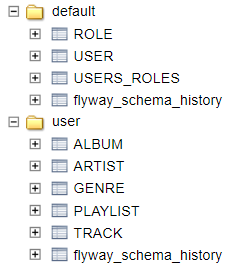 default
ROLE
USER
USERS_ROLES
flyway_schema_history
user
ALBUM
ARTIST
GENRE
PLAYLIST
TRACK
flyway_schema_history